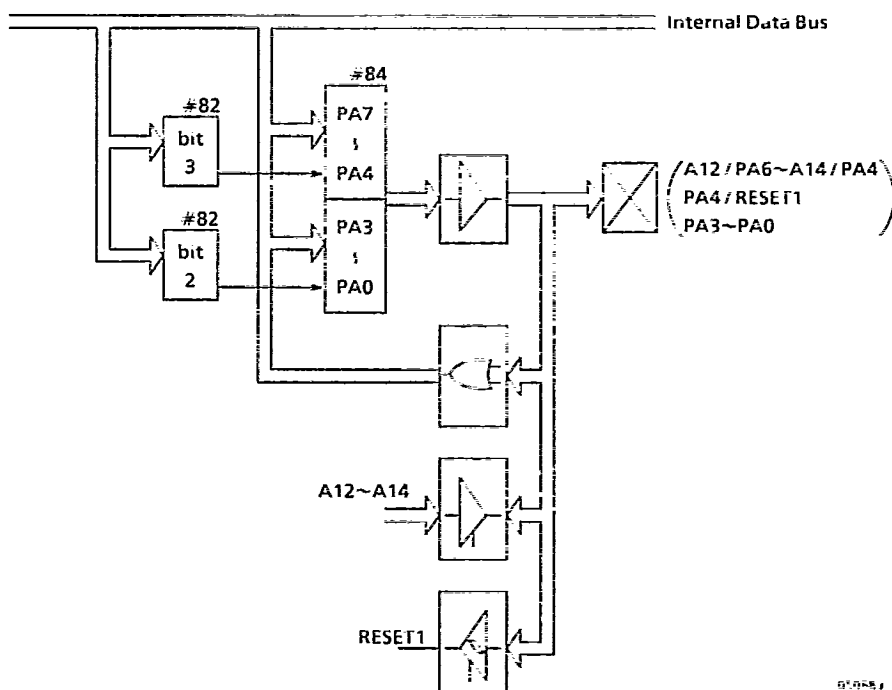 Internal Data Bus
#84
#82
PA7
~
PA4
bit
3
#82
PA3
~
PA0
bit
2
A12/PA6~A14/PA4
PA4/RESET1
PA3~PA0
A12~A14
RESET1